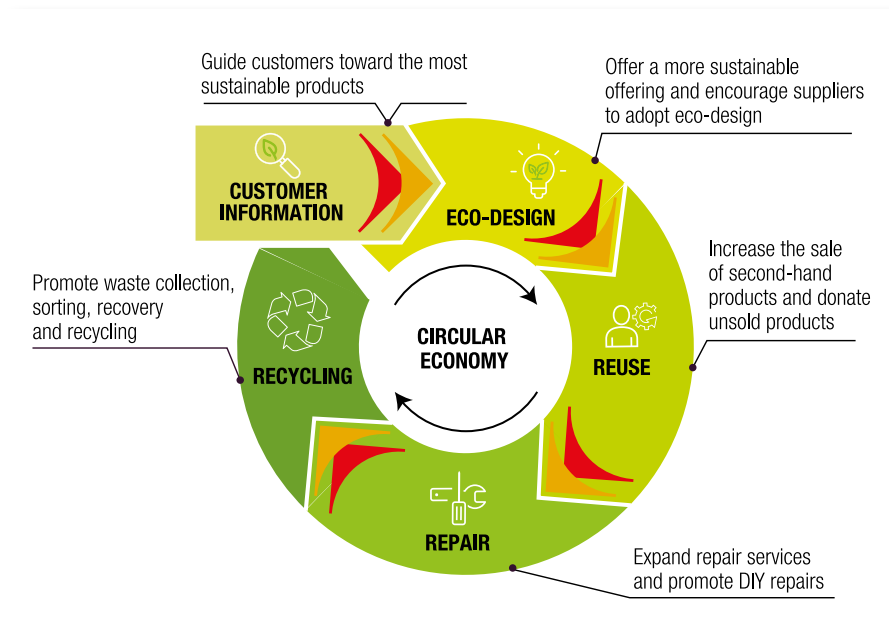 Guide customers toward the most
sustainable products
Offer a more sustainable
offering and encourage suppliers
to adopt eco-design
CUSTOMER
INFORMATION
ECO-DESIGN
Increase the sale
of second-hand
products and donate
unsold products
Promote waste collection,
sorting, recovery
and recycling
CIRCULAR
ECONOMY
REUSE
RECYCLING
REPAIR
Expand repair services
and promote DIY repairs